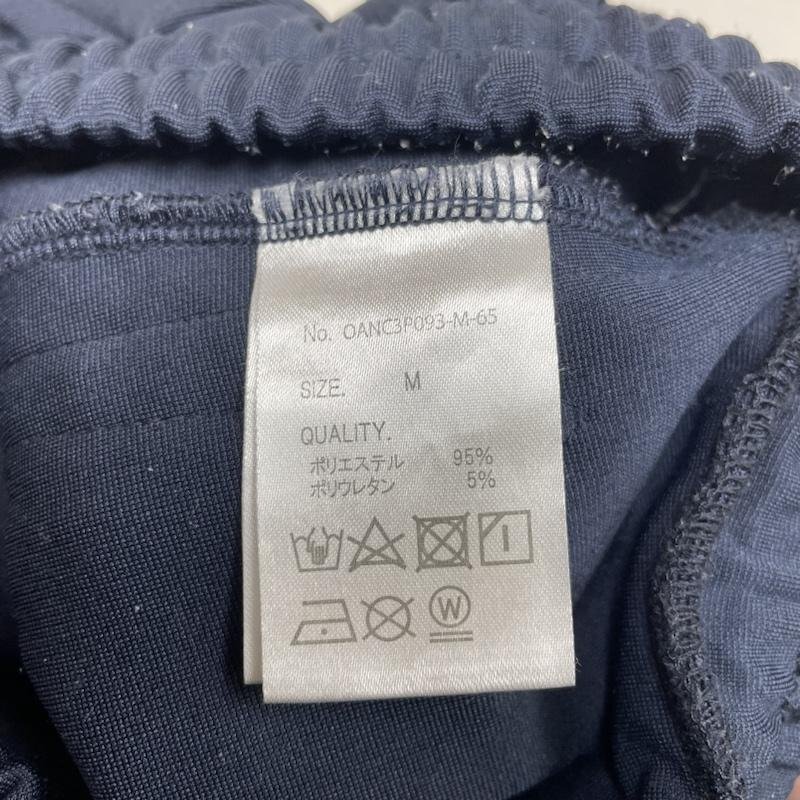 No. OANC3P093-M-65
SIZE. M
QUALITY.
ポリエステル 95%
ポリウレタン 5%
W